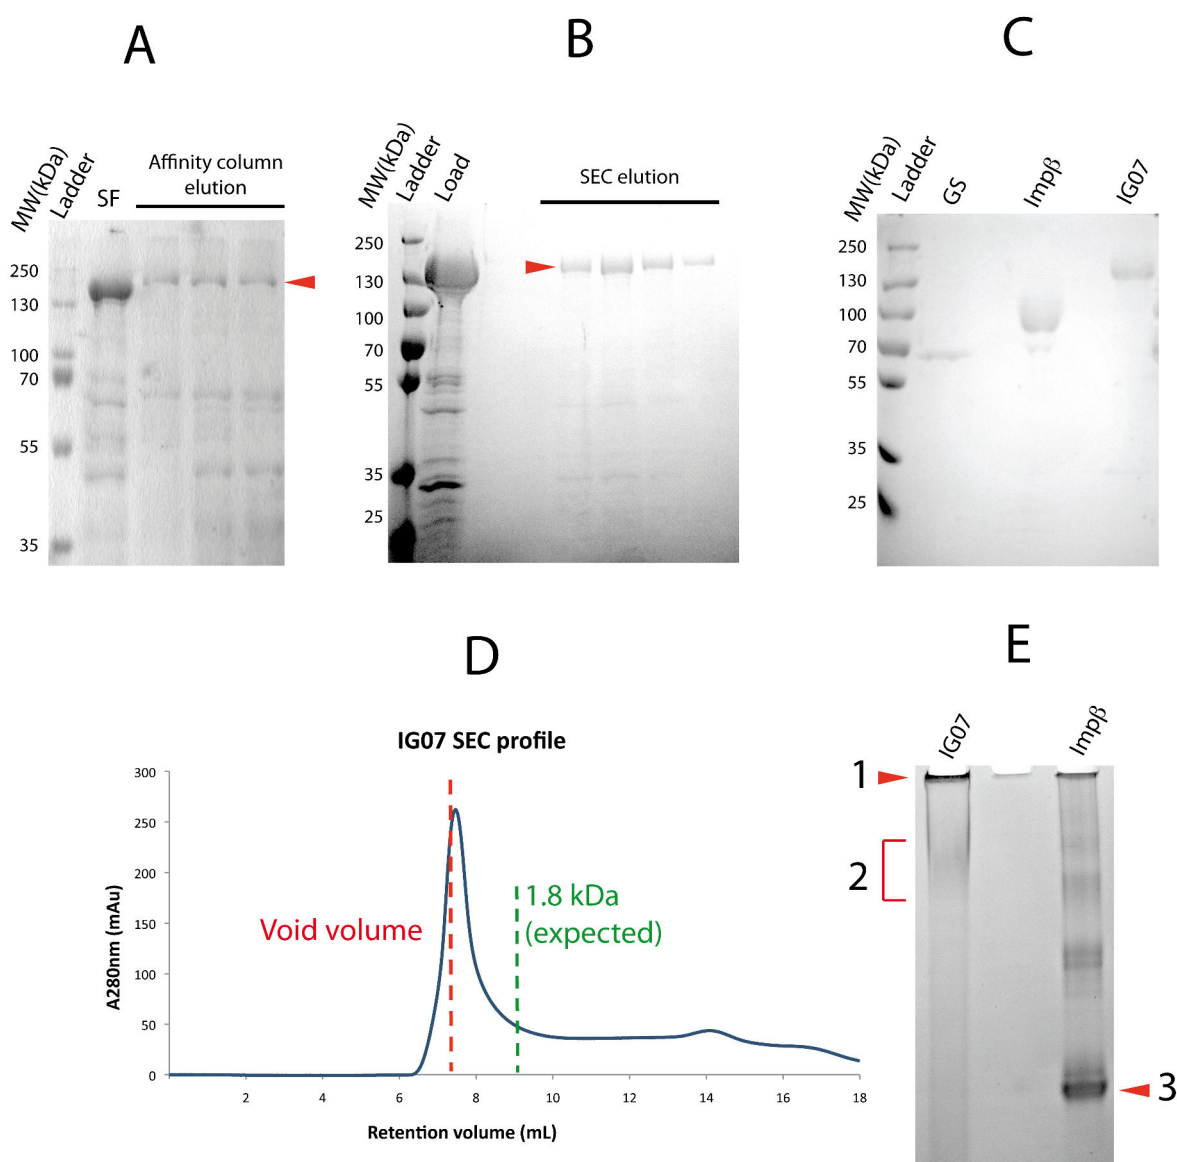 A
MW(kDa)
Ladder
SF
Affinity column
elution
250
130
100
70
55
35
B
MW(kDa)
Ladder
Load
SEC elution
250
130
100
70
55
35
25
C
MW(kDa)
Ladder
GS
Impβ
IG07
250
130
100
70
55
35
25
D
IG07 SEC profile
A280nm (mAu)
300
250
200
150
100
50
0
Void volume
1.8 kDa
(expected)
2
4
6
8
10
12
14
16
18
Retention volume (mL)
E
IG07
Impβ
1
2
3